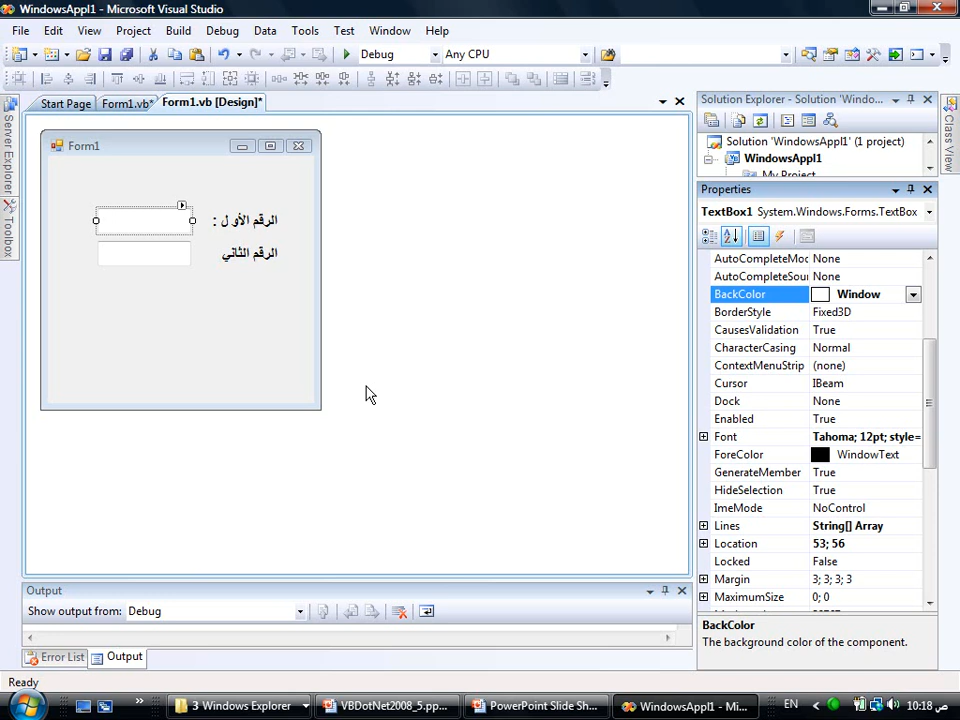 WindowsAppl1 - Microsoft Visual Studio
File Edit View Project Build Debug Data Tools Test Window Help
Debug Any CPU
Start Page Form1.vb* Form1.vb [Design]*
Server Explorer
Toolbox
Form1
الرقم الأول :
الرقم الثاني
Solution Explorer - Solution 'Windo...
Solution 'WindowsAppl1' (1 project)
WindowsAppl1
My Project
Class View
Properties
TextBox1 System.Windows.Forms.TextBox
AutoCompleteMod None
AutoCompleteSour None
BackColor Window
BorderStyle Fixed3D
CausesValidation True
CharacterCasing Normal
ContextMenuStrip (none)
Cursor IBeam
Dock None
Enabled True
Font Tahoma; 12pt; style=
ForeColor WindowText
GenerateMember True
HideSelection True
ImeMode NoControl
Lines String[] Array
Location 53; 56
Locked False
Margin 3; 3; 3; 3
MaximumSize 0; 0
BackColor
The background color of the component.
Output
Show output from: Debug
Error List Output
Ready
3 Windows Explorer VBDotNet2008_5.pp... PowerPoint Slide Sh... WindowsAppl1 - Mi... EN 10:18 ص